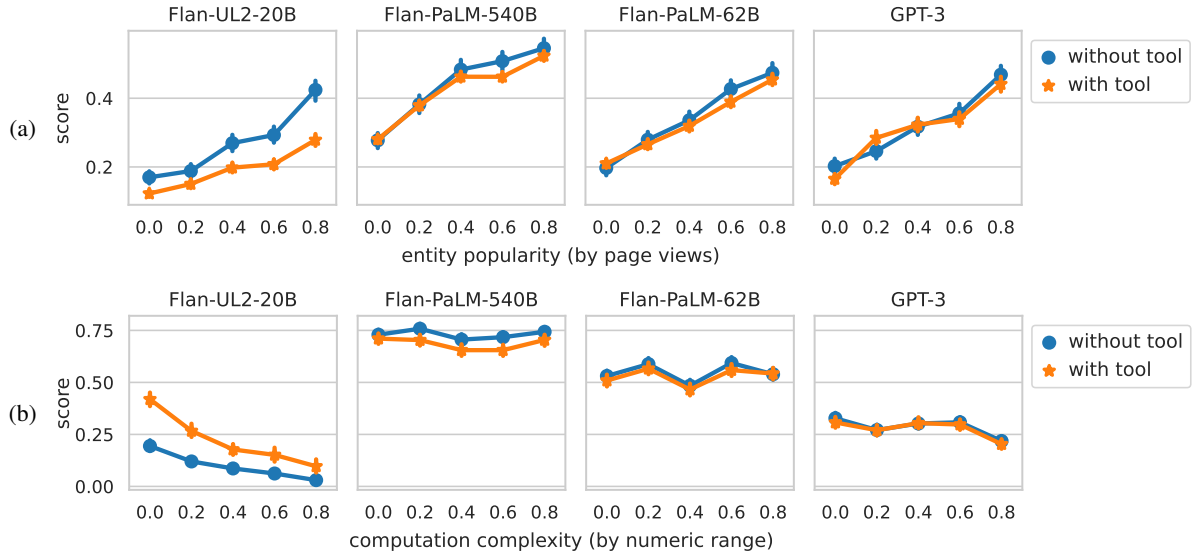 Flan-UL2-20B Flan-PaLM-540B Flan-PaLM-62B GPT-3
without tool
with tool
0.4
(a)
score
0.2
0.0 0.2 0.4 0.6 0.8 0.0 0.2 0.4 0.6 0.8 0.0 0.2 0.4 0.6 0.8 0.0 0.2 0.4 0.6 0.8
entity popularity (by page views)
Flan-UL2-20B Flan-PaLM-540B Flan-PaLM-62B GPT-3
without tool
with tool
0.75
0.50
(b)
score
0.25
0.00
0.0 0.2 0.4 0.6 0.8 0.0 0.2 0.4 0.6 0.8 0.0 0.2 0.4 0.6 0.8 0.0 0.2 0.4 0.6 0.8
computation complexity (by numeric range)